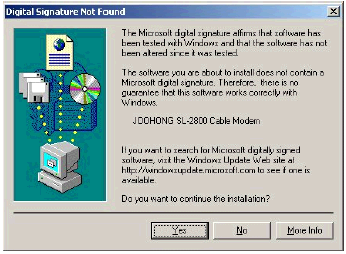 Digital Signature Not Found
The Microsoft digital signature affirms that software has
been tested with Windows and that the software has not
been altered since it was tested.
The software you are about to install does not contain a
Microsoft digital signature. Therefore, there is no
guarantee that this software works correctly with
Windows.
JDOHONG SL-2800 Cable Modem
If you want to search for Microsoft digitally signed
software, visit the Windows Update Web site at
http://windowsupdate.microsoft.com to see if one is
available.
Do you want to continue the installation?
Yes
No
More Info